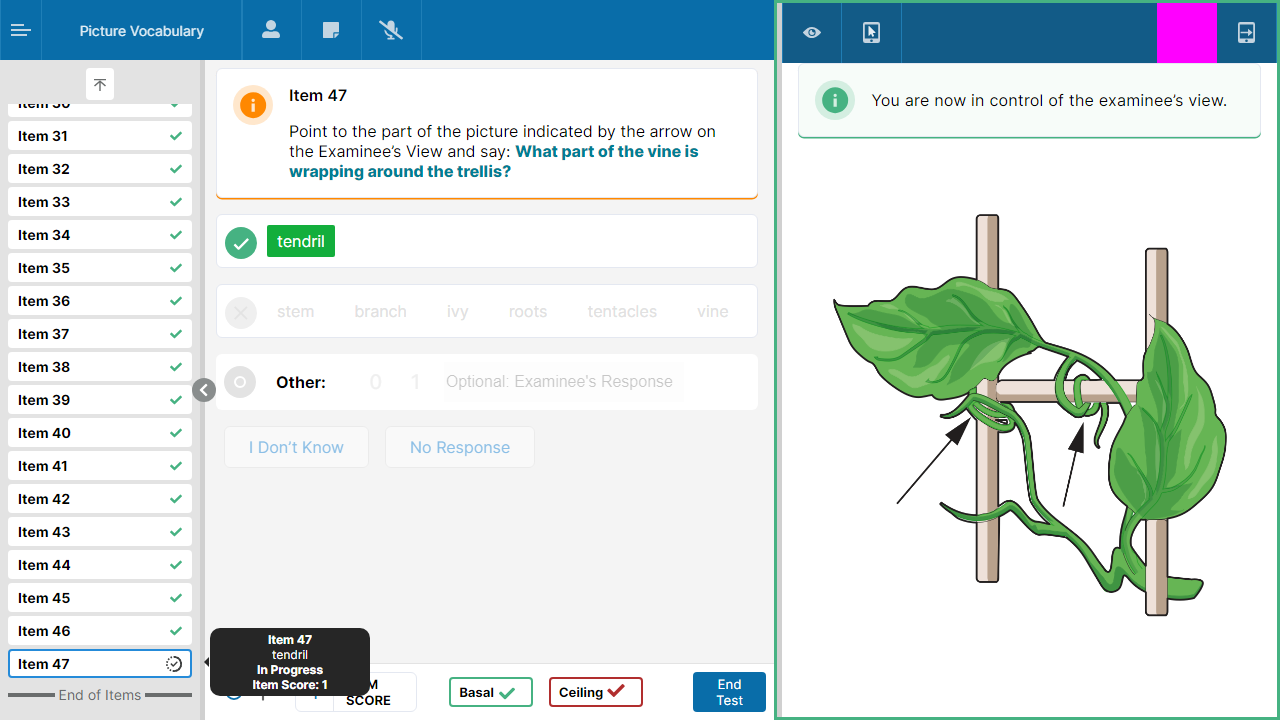 Picture Vocabulary
Item 30
Item 31
Item 32
Item 33
Item 34
Item 35
Item 36
Item 37
Item 38
Item 39
Item 40
Item 41
Item 42
Item 43
Item 44
Item 45
Item 46
Item 47
End of Items
Item 47
Point to the part of the picture indicated by the arrow on
the Examinee's View and say: What part of the vine is
wrapping around the trellis?
tendril
stem branch ivy roots tentacles vine
Other: 0 1 Optional: Examinee's Response
I Don't Know No Response
Item 47
tendril
In Progress
Item Score: 1
SCORE
Basal
Ceiling
End
Test
You are now in control of the examinee's view.